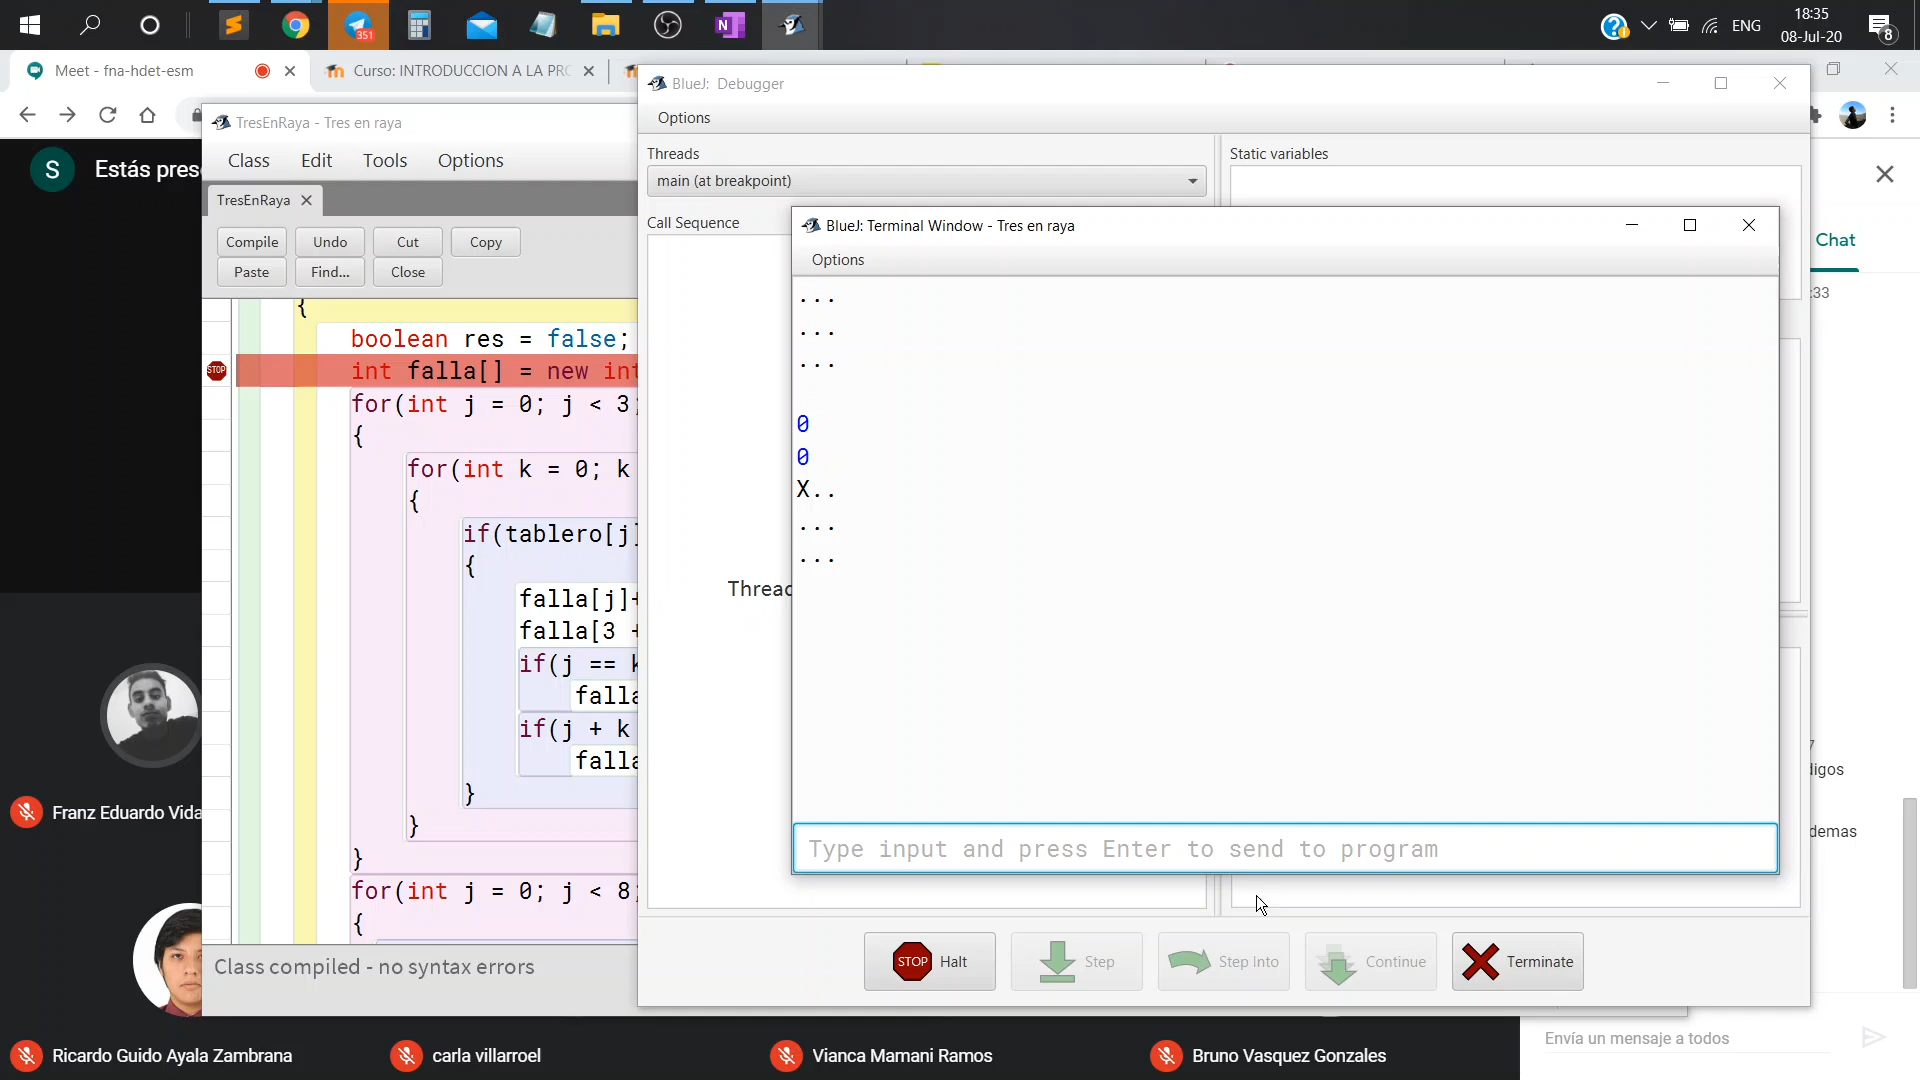 351
ENG
18:35
08-Jul-20
8
Meet - fna-hdet-esm
Curso: INTRODUCCION A LA PR
BlueJ: Debugger
Options
TresEnRaya - Tres en raya
Class Edit Tools Options
TresEnRaya
Compile Undo Cut Copy
Paste Find... Close
S
Estás pres
Threads
main (at breakpoint)
Static variables
Call Sequence
BlueJ: Terminal Window - Tres en raya
Options
Chat
:33
{
boolean res = false;
STOP
int falla[] = new int
for(int j = 0; j < 3;
{
for(int k = 0; k
{
if(tablero[j]
{
falla[j]+
falla[3 +
if(j == k
falla
if(j + k
falla
}
}
}
for(int j = 0; j < 8;
{
...
...
...
0
0
X..
...
...
Threac
Type input and press Enter to send to program
Class compiled - no syntax errors
STOP Halt
Step
Step Into
Continue
Terminate
digos
demas
Franz Eduardo Vida
Ricardo Guido Ayala Zambrana
carla villarroel
Vianca Mamani Ramos
Bruno Vasquez Gonzales
Envía un mensaje a todos